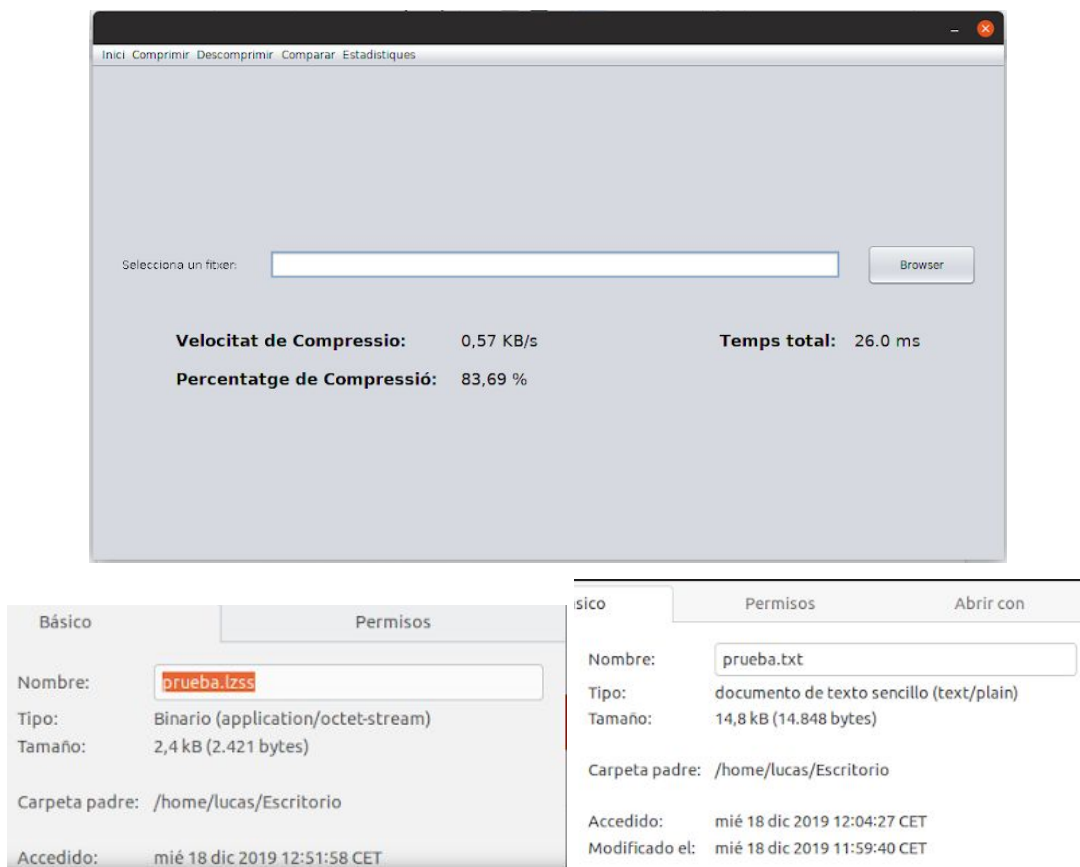 Inici Comprimir Descomprimir Comparar Estadistiques
Selecciona un fitxer:
Browser
Velocitat de Compressio: 0,57 KB/s Temps total: 26.0 ms
Percentatge de Compressió: 83,69 %
Básico Permisos
Nombre: prueba.lzss
Tipo: Binario (application/octet-stream)
Tamaño: 2,4 kB (2.421 bytes)
Carpeta padre: /home/lucas/Escritorio
Accedido: mié 18 dic 2019 12:51:58 CET
sico Permisos Abrir con
Nombre: prueba.txt
Tipo: documento de texto sencillo (text/plain)
Tamaño: 14,8 kB (14.848 bytes)
Carpeta padre: /home/lucas/Escritorio
Accedido: mié 18 dic 2019 12:04:27 CET
Modificado el: mié 18 dic 2019 11:59:40 CET